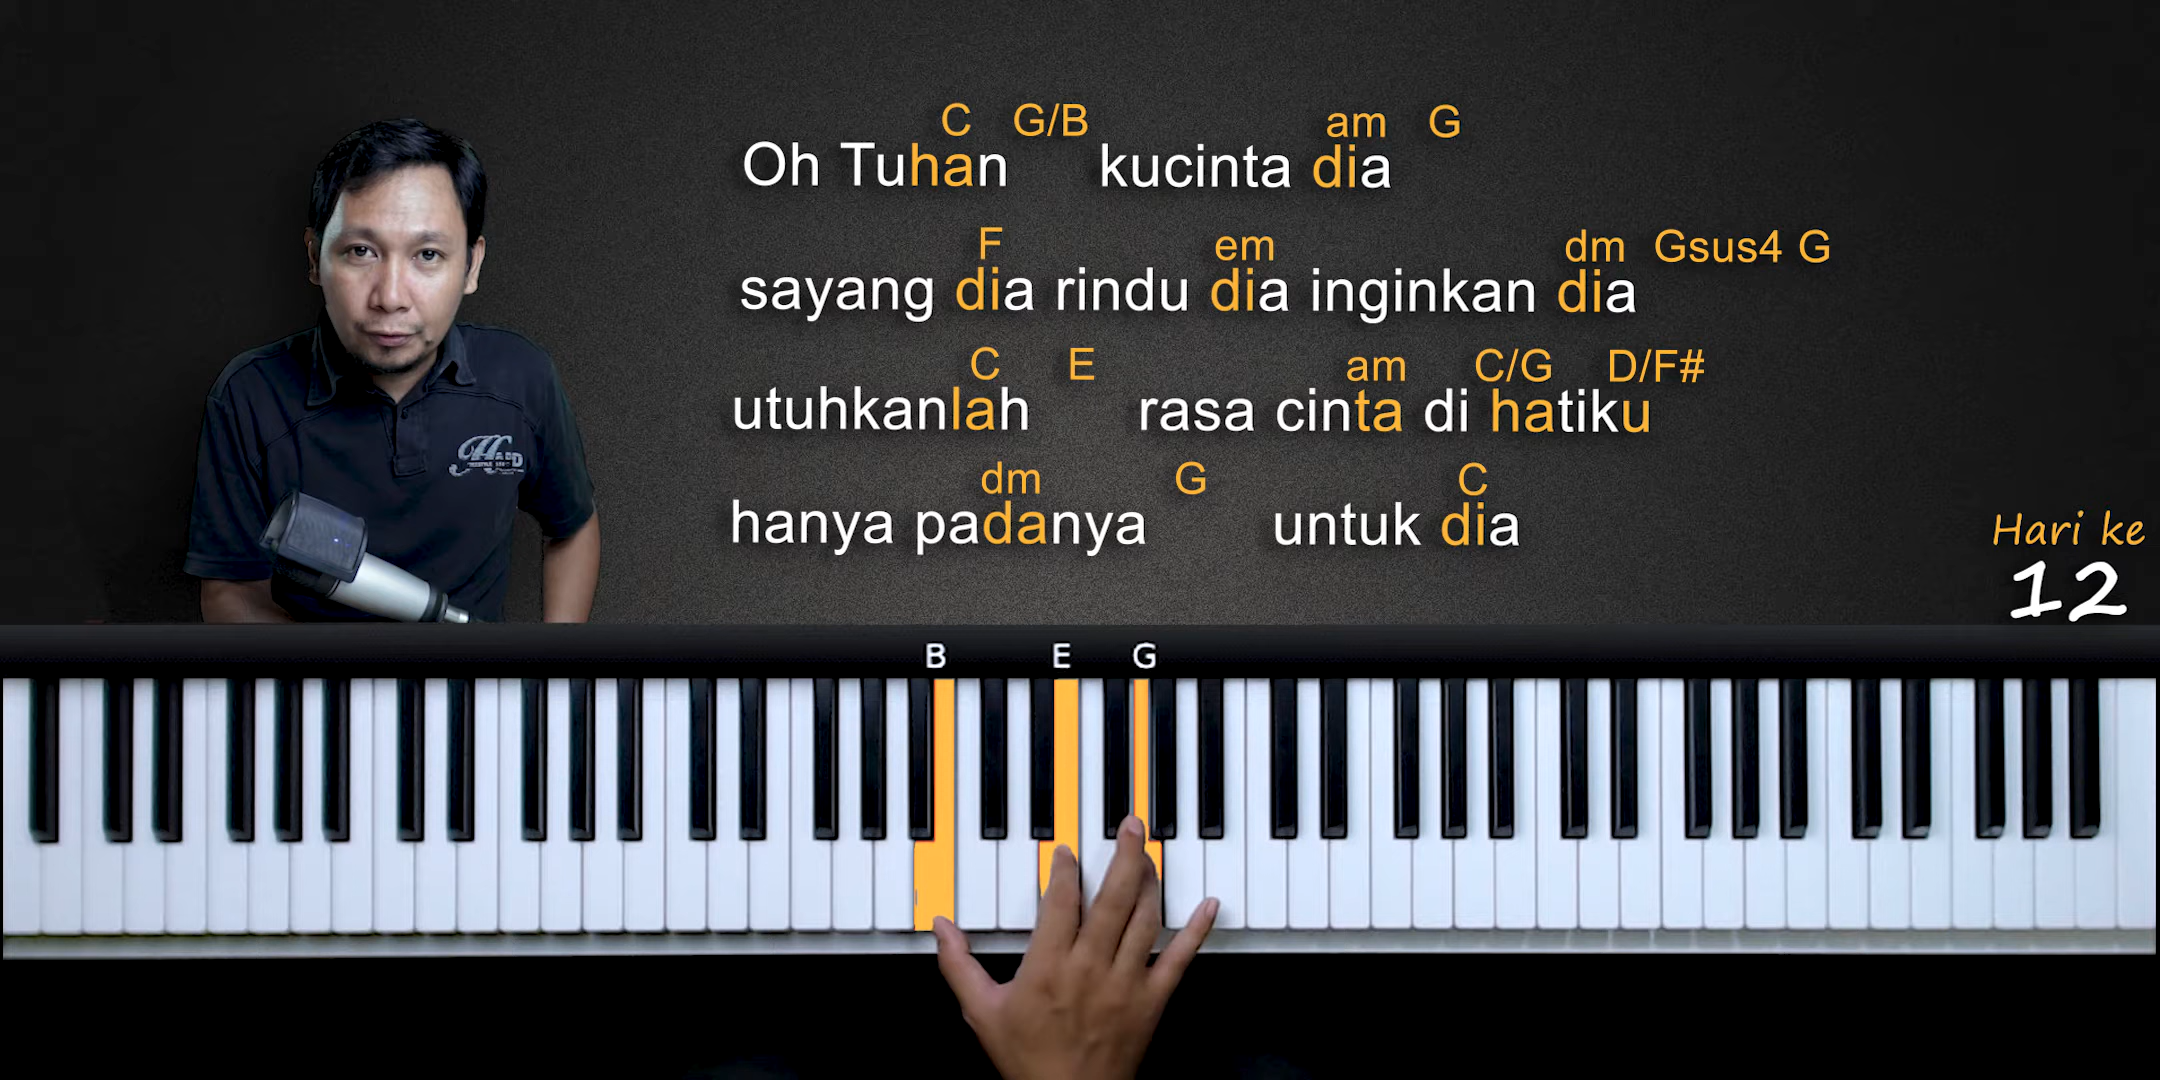 C G/B am G
Oh Tuhan kucinta dia
F em dm Gsus4 G
sayang dia rindu dia inginkan dia
C E am C/G D/F#
utuhkanlah rasa cinta di hatiku
dm G C
hanya padanya untuk dia
Hari ke
12
B E G